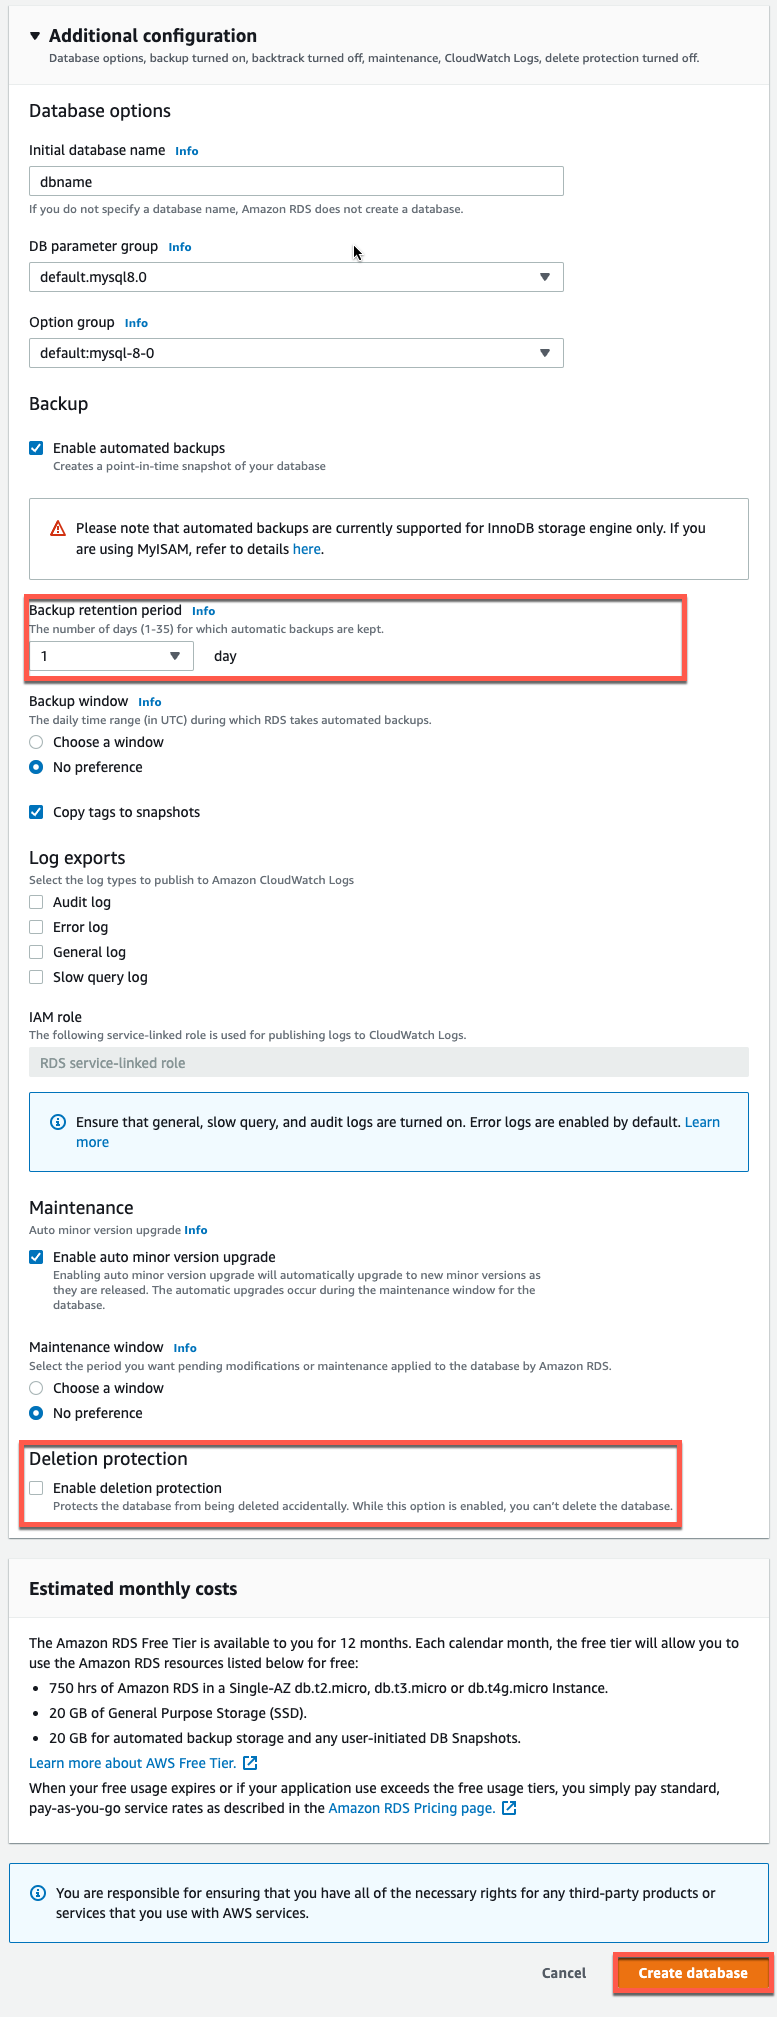 Additional configuration
Database options, backup turned on, backtrack turned off, maintenance, CloudWatch Logs, delete protection turned off.
Database options
Initial database name Info
dbname
If you do not specify a database name, Amazon RDS does not create a database.
DB parameter group Info
default.mysql8.0
Option group Info
default:mysql-8-0
Backup
Enable automated backups
Creates a point-in-time snapshot of your database
Please note that automated backups are currently supported for InnoDB storage engine only. If you
are using MyISAM, refer to details here.
Backup retention period Info
The number of days (1-35) for which automatic backups are kept.
1 day
Backup window Info
The daily time range (in UTC) during which RDS takes automated backups.
Choose a window
No preference
Copy tags to snapshots
Log exports
Select the log types to publish to Amazon CloudWatch Logs
Audit log
Error log
General log
Slow query log
IAM role
The following service-linked role is used for publishing logs to CloudWatch Logs.
RDS service-linked role
Ensure that general, slow query, and audit logs are turned on. Error logs are enabled by default. Learn
more
Maintenance
Auto minor version upgrade Info
Enable auto minor version upgrade
Enabling auto minor version upgrade will automatically upgrade to new minor versions as
they are released. The automatic upgrades occur during the maintenance window for the
database.
Maintenance window Info
Select the period you want pending modifications or maintenance applied to the database by Amazon RDS.
Choose a window
No preference
Deletion protection
Enable deletion protection
Protects the database from being deleted accidentally. While this option is enabled, you can't delete the database.
Estimated monthly costs
The Amazon RDS Free Tier is available to you for 12 months. Each calendar month, the free tier will allow you to
use the Amazon RDS resources listed below for free:
• 750 hrs of Amazon RDS in a Single-AZ db.t2.micro, db.t3.micro or db.t4g.micro Instance.
• 20 GB of General Purpose Storage (SSD).
• 20 GB for automated backup storage and any user-initiated DB Snapshots.
Learn more about AWS Free Tier.
When your free usage expires or if your application use exceeds the free usage tiers, you simply pay standard,
pay-as-you-go service rates as described in the Amazon RDS Pricing page.
You are responsible for ensuring that you have all of the necessary rights for any third-party products or
services that you use with AWS services.
Cancel Create database